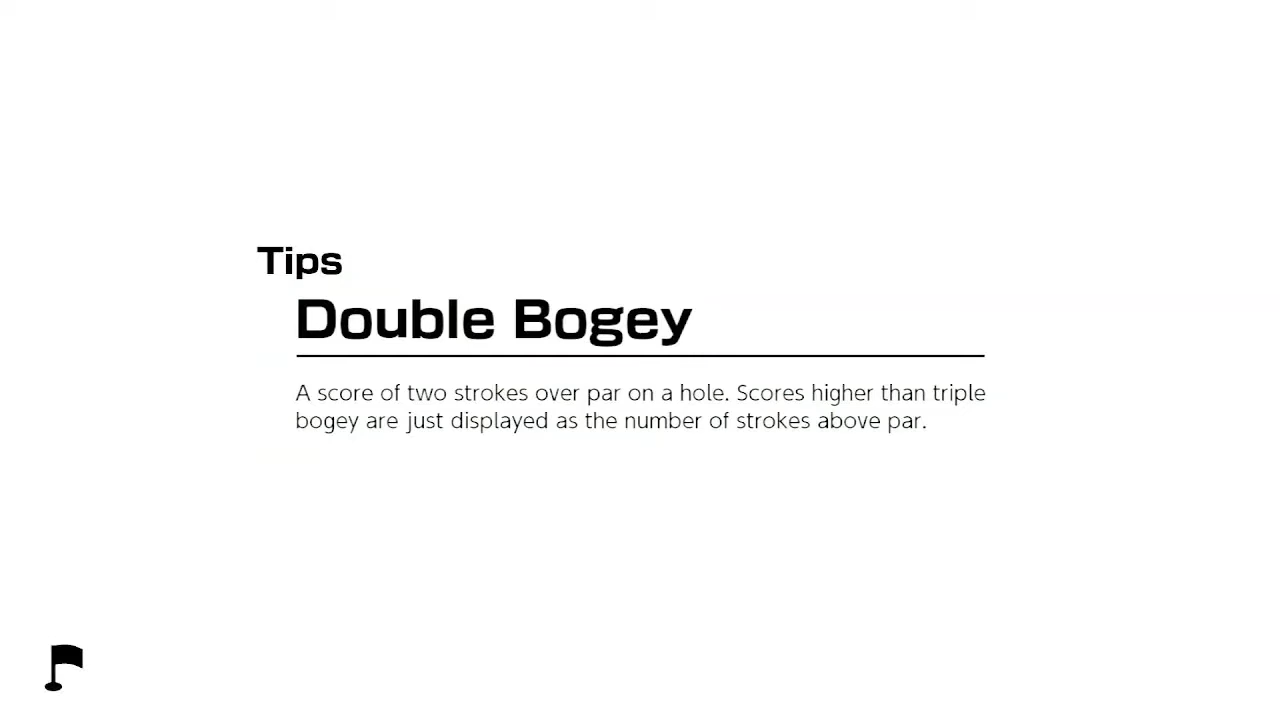 Tips
Double Bogey
A score of two strokes over par on a hole. Scores higher than triple
bogey are just displayed as the number of strokes above par.